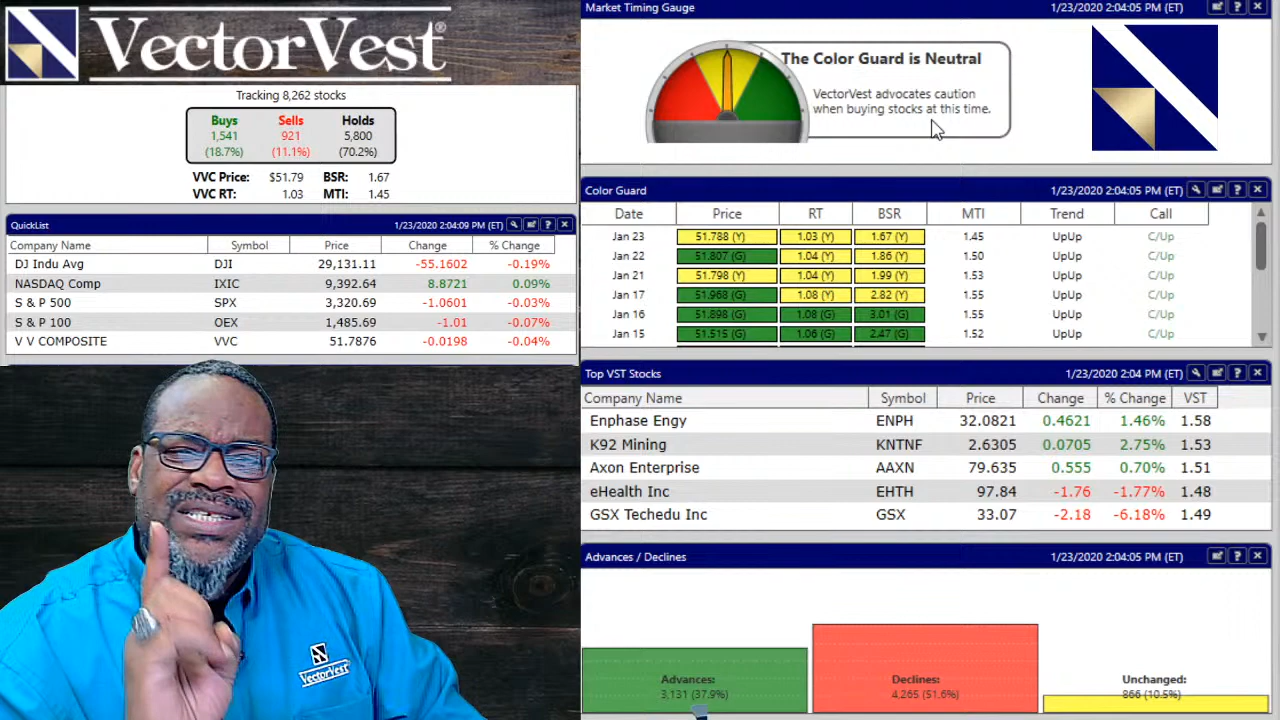 VectorVest®
Tracking 8,262 stocks
Buys Sells Holds
1,541 921 5,800
(18.7%) (11.1%) (70.2%)
VVC Price: $51.79 BSR: 1.67
VVC RT: 1.03 MTI: 1.45
QuickList 1/23/2020 2:04:09 PM (ET) ?
Company Name Symbol Price Change % Change
DJ Indu Avg DJI 29,131.11 -55.1602 -0.19%
NASDAQ Comp IXIC 9,392.64 8.8721 0.09%
S & P 500 SPX 3,320.69 -1.0601 -0.03%
S & P 100 OEX 1,485.69 -1.01 -0.07%
COMPOSITE VVC 51.7876 -0.0198 -0.04%
VectorVest
Market Timing Gauge 1/23/2020 2:04:05 PM (ET) ?
The Color Guard is Neutral
VectorVest advocates caution
when buying stocks at this time.
Color Guard 1/23/2020 2:04:05 PM (ET) ?
Date Price RT BSR MTI Trend Call
Jan 23 51.788 (Y) 1.03 (Y) 1.67 (Y) 1.45 UpUp C/Up
Jan 22 51.807 (G) 1.04 (Y) 1.86 (Y) 1.50 UpUp C/Up
Jan 21 51.798 (Y) 1.04 (Y) 1.99 (Y) 1.53 UpUp C/Up
Jan 17 51.968 (G) 1.08 (Y) 2.82 (Y) 1.55 UpUp C/Up
Jan 16 51.898 (G) 1.08 (G) 3.01 (G) 1.55 UpUp C/Up
Jan 15 51.515 (G) 1.06 (G) 2.47 (G) 1.52 UpUp C/Up
Top VST Stocks 1/23/2020 2:04 PM (ET) ?
Company Name Symbol Price Change % Change VST
Enphase Engy ENPH 32.0821 0.4621 1.46% 1.58
K92 Mining KNTNF 2.6305 0.0705 2.75% 1.53
Axon Enterprise AAXN 79.635 0.555 0.70% 1.51
eHealth Inc EHTH 97.84 -1.76 -1.77% 1.48
GSX Techedu Inc GSX 33.07 -2.18 -6.18% 1.49
Advances / Declines 1/23/2020 2:04:05 PM (ET) ?
Advances: Declines: Unchanged:
3,131 (37.9%) 4,265 (51.6%) 866 (10.5%)